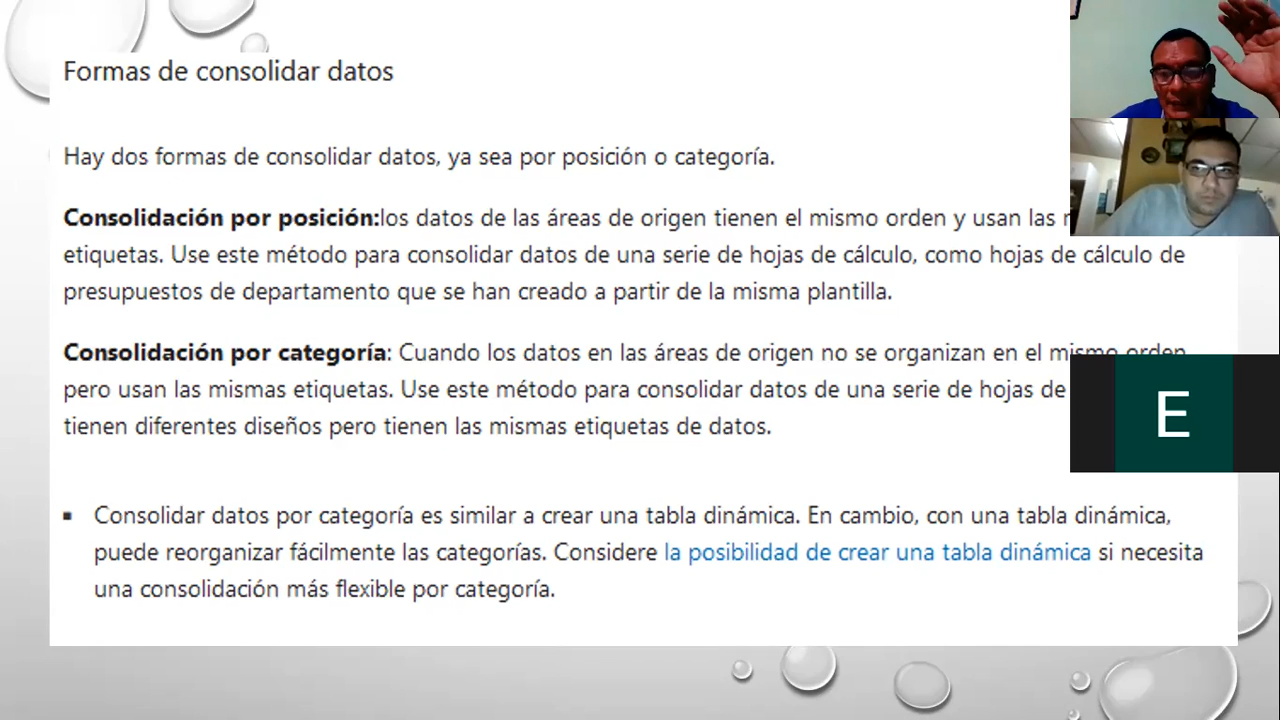 Formas de consolidar datos
Hay dos formas de consolidar datos, ya sea por posición o categoría.
Consolidación por posición:los datos de las áreas de origen tienen el mismo orden y usan las
etiquetas. Use este método para consolidar datos de una serie de hojas de cálculo, como hojas de cálculo de
presupuestos de departamento que se han creado a partir de la misma plantilla.
Consolidación por categoría: Cuando los datos en las áreas de origen no se organizan en el mismo orden
pero usan las mismas etiquetas. Use este método para consolidar datos de una serie de hojas de
tienen diferentes diseños pero tienen las mismas etiquetas de datos.
E
▪ Consolidar datos por categoría es similar a crear una tabla dinámica. En cambio, con una tabla dinámica,
puede reorganizar fácilmente las categorías. Considere la posibilidad de crear una tabla dinámica si necesita
una consolidación más flexible por categoría.